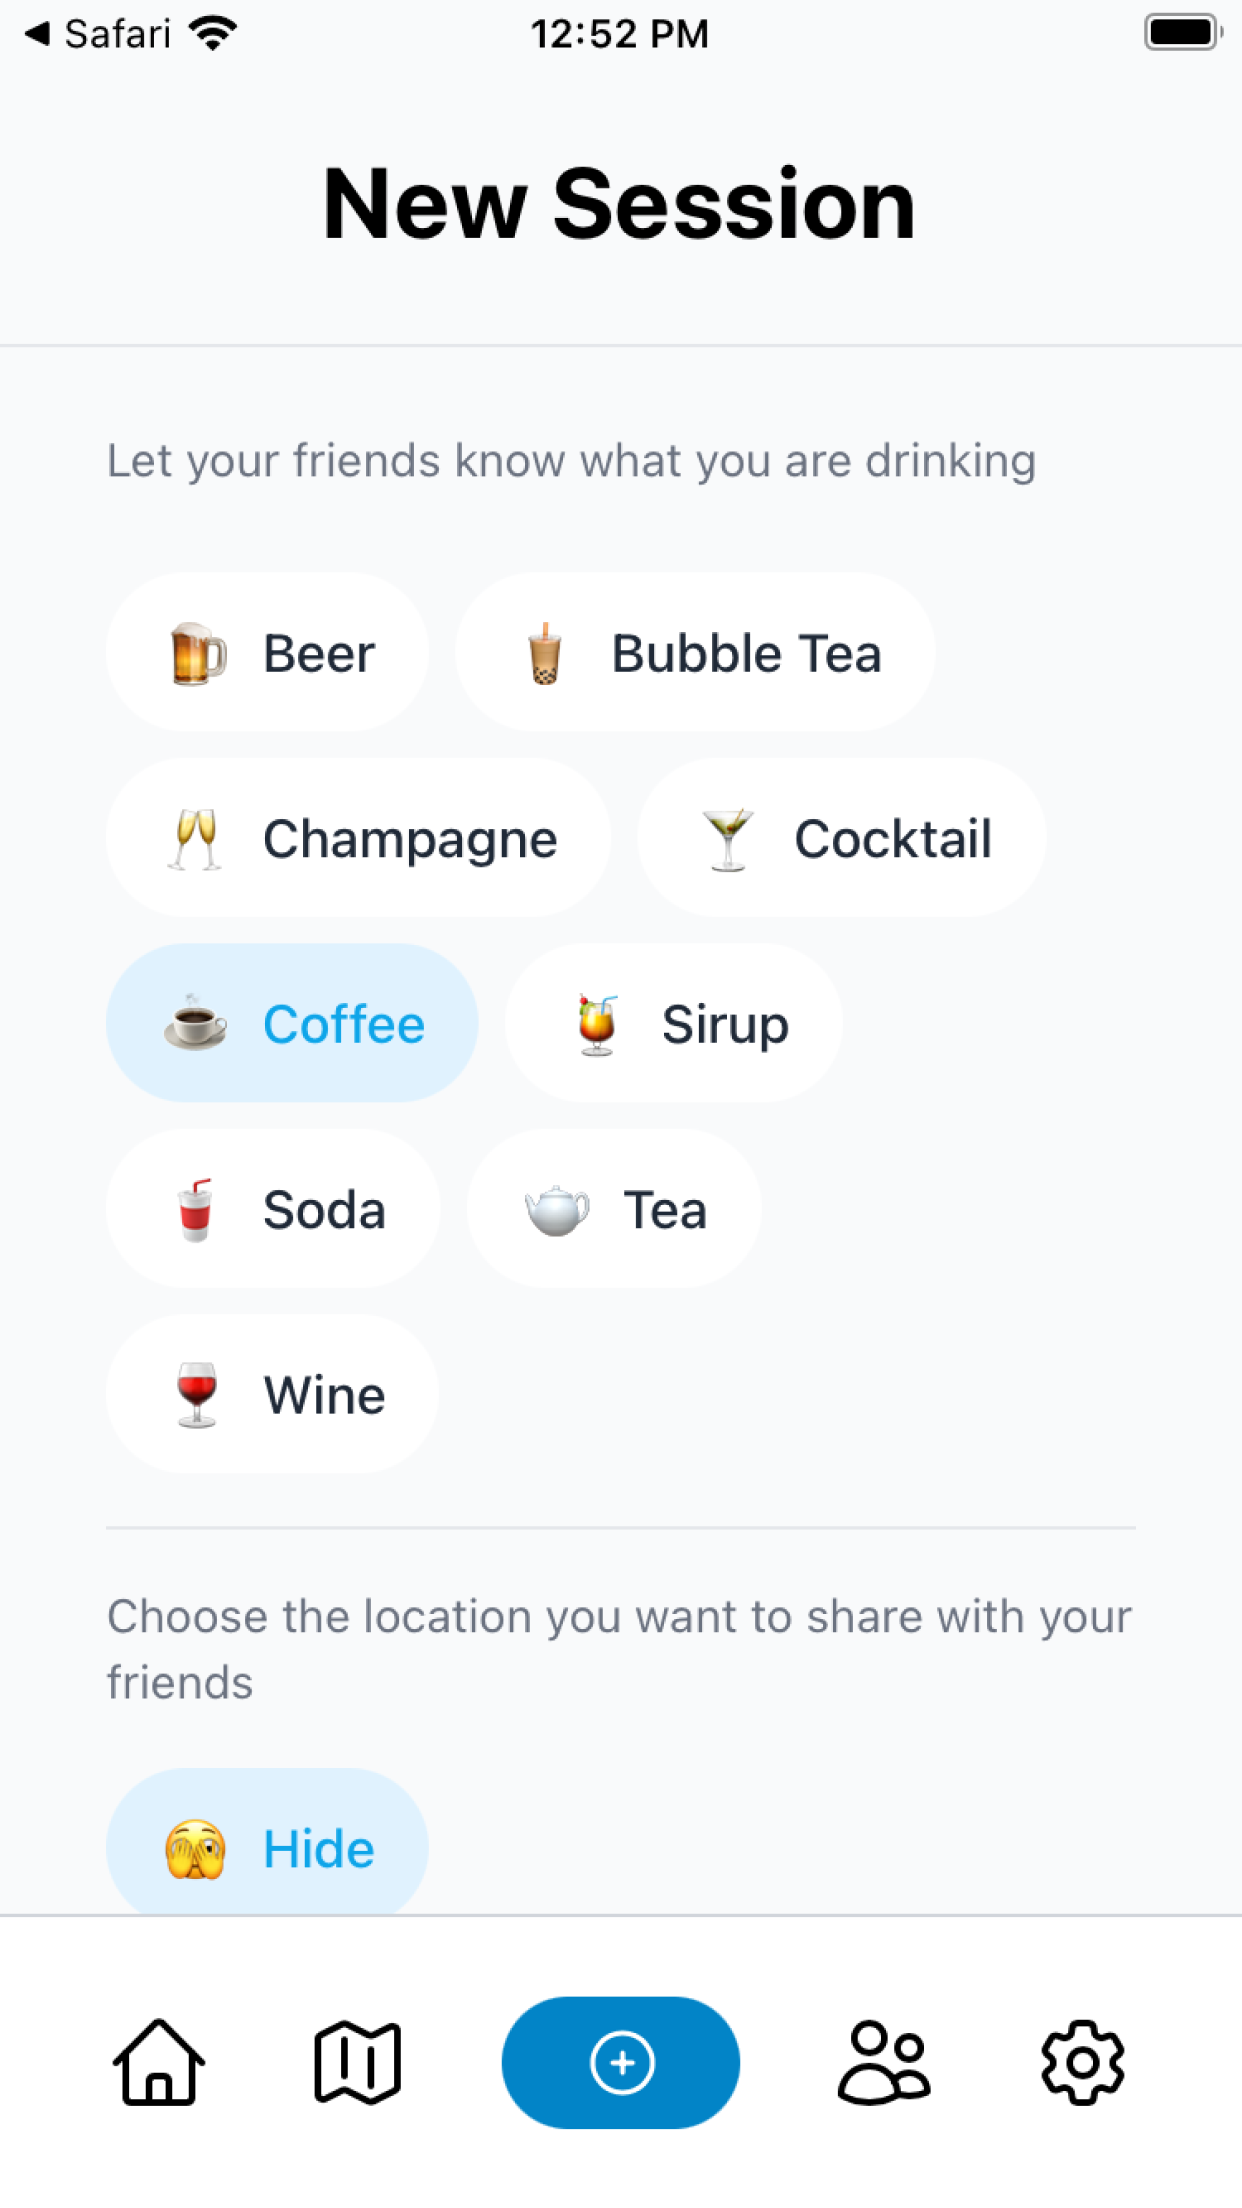 ◀ Safari 12:52 PM
New Session
Let your friends know what you are drinking
Beer Bubble Tea
Champagne Cocktail
Coffee Sirup
Soda Tea
Wine
Choose the location you want to share with your
friends
Hide